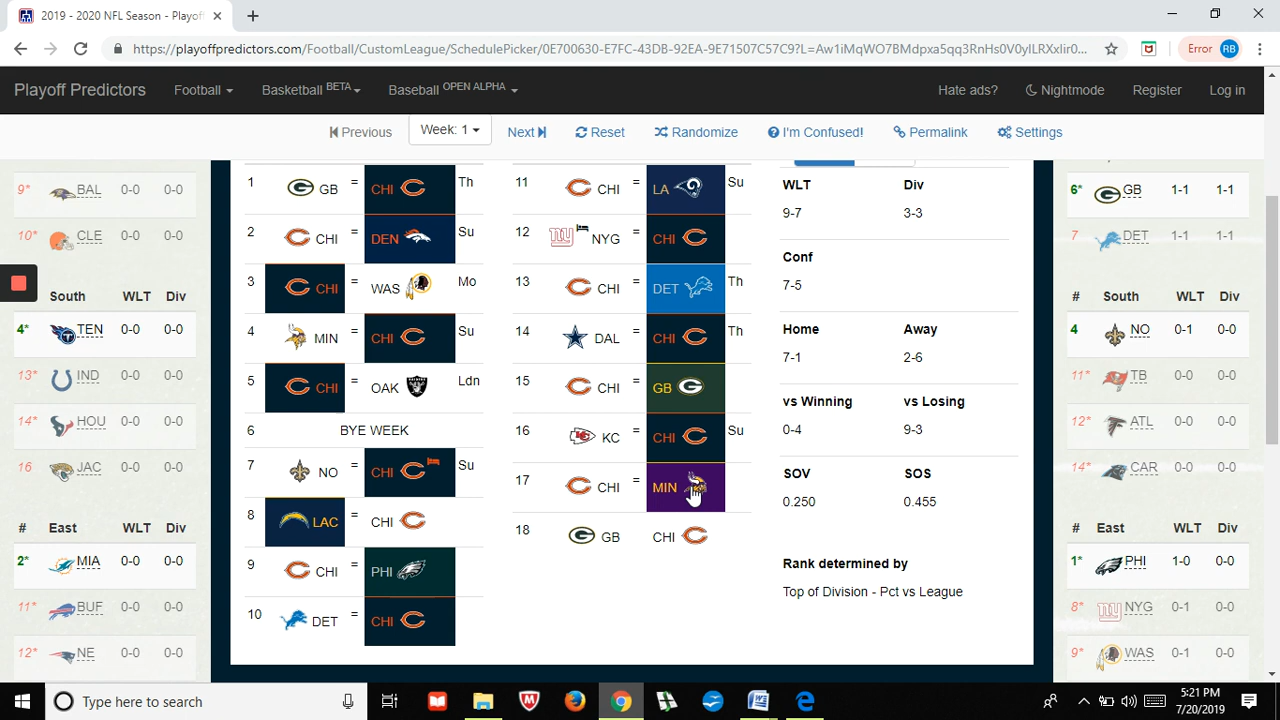 2019 - 2020 NFL Season - Playoff
https://playoffpredictors.com/Football/CustomLeague/SchedulePicker/0E700630-E7FC-43DB-92EA-9E71507C57C9?L=Aw1iMqWO7BMdpxa5qq3RnHs0V0yILRXxIir0...
Error RB
Playoff Predictors Football Basketball BETA Baseball OPEN ALPHA Hate ads? Nightmode Register Log in
Previous Week: 1 Next Reset Randomize I'm Confused! Permalink Settings
9* BAL 0-0 0-0
10* CLE 0-0 0-0
# South WLT Div
4* TEN 0-0 0-0
13* IND 0-0 0-0
14* HOU 0-0 0-0
16 JAC 0-0 0-0
# East WLT Div
2* MIA 0-0 0-0
11* BUF 0-0 0-0
12* NE 0-0 0-0
1 GB = CHI Th
2 CHI = DEN Su
3 CHI = WAS Mo
4 MIN = CHI Su
5 CHI = OAK Ldn
6 BYE WEEK
7 NO = CHI Su
8 LAC = CHI
9 CHI = PHI
10 DET = CHI
11 CHI = LA Su
12 NYG = CHI
13 CHI = DET Th
14 DAL = CHI Th
15 CHI = GB
16 KC = CHI Su
17 CHI = MIN
18 GB CHI
WLT Div
9-7 3-3
Conf
7-5
Home Away
7-1 2-6
vs Winning vs Losing
0-4 9-3
SOV SOS
0.250 0.455
Rank determined by
Top of Division - Pct vs League
6* GB 1-1 1-1
7 DET 1-1 1-1
# South WLT Div
4 NO 0-1 0-0
11* TB 0-0 0-0
12* ATL 0-0 0-0
14* CAR 0-0 0-0
# East WLT Div
1* PHI 1-0 0-0
8* NYG 0-1 0-0
9* WAS 0-1 0-0
Type here to search
5:21 PM
7/20/2019